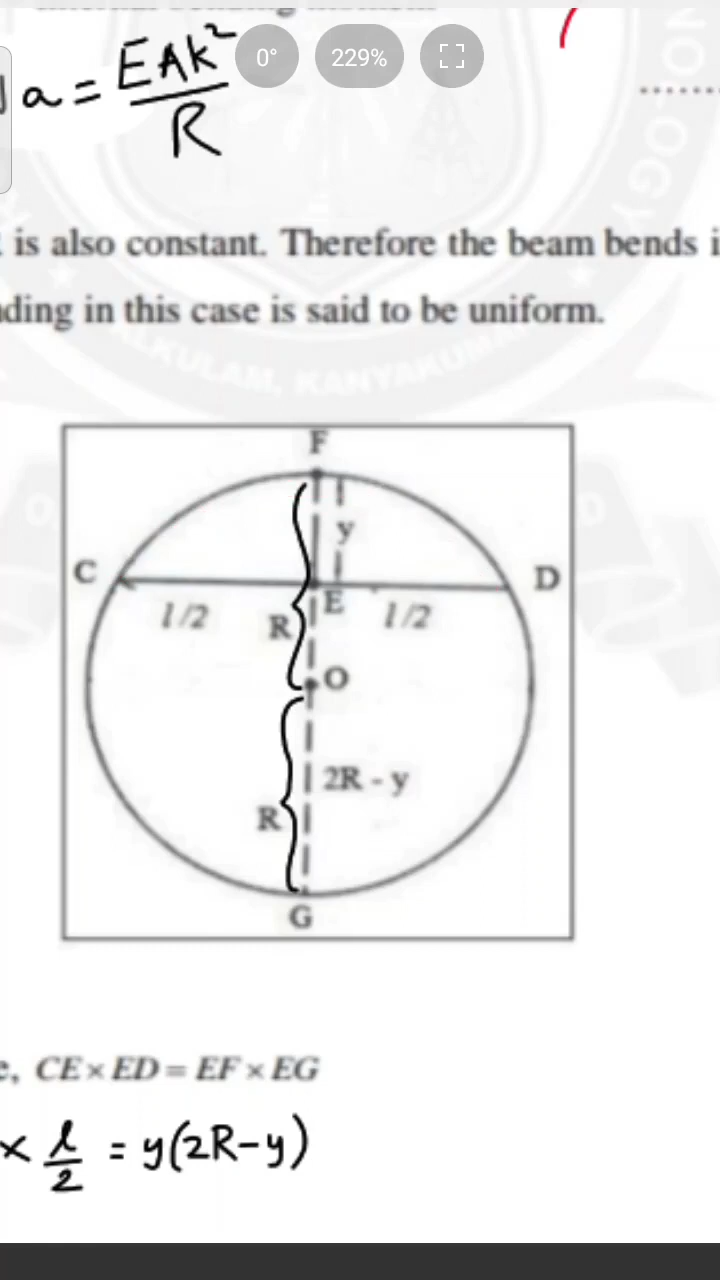 a = EAk²
R
0°
229%
is also constant. Therefore the beam bends i
ding in this case is said to be uniform.
F
y
C
D
l/2
E
l/2
R
O
2R - y
R
G
e, CE × ED = EF × EG
× l/2 = y(2R-y)